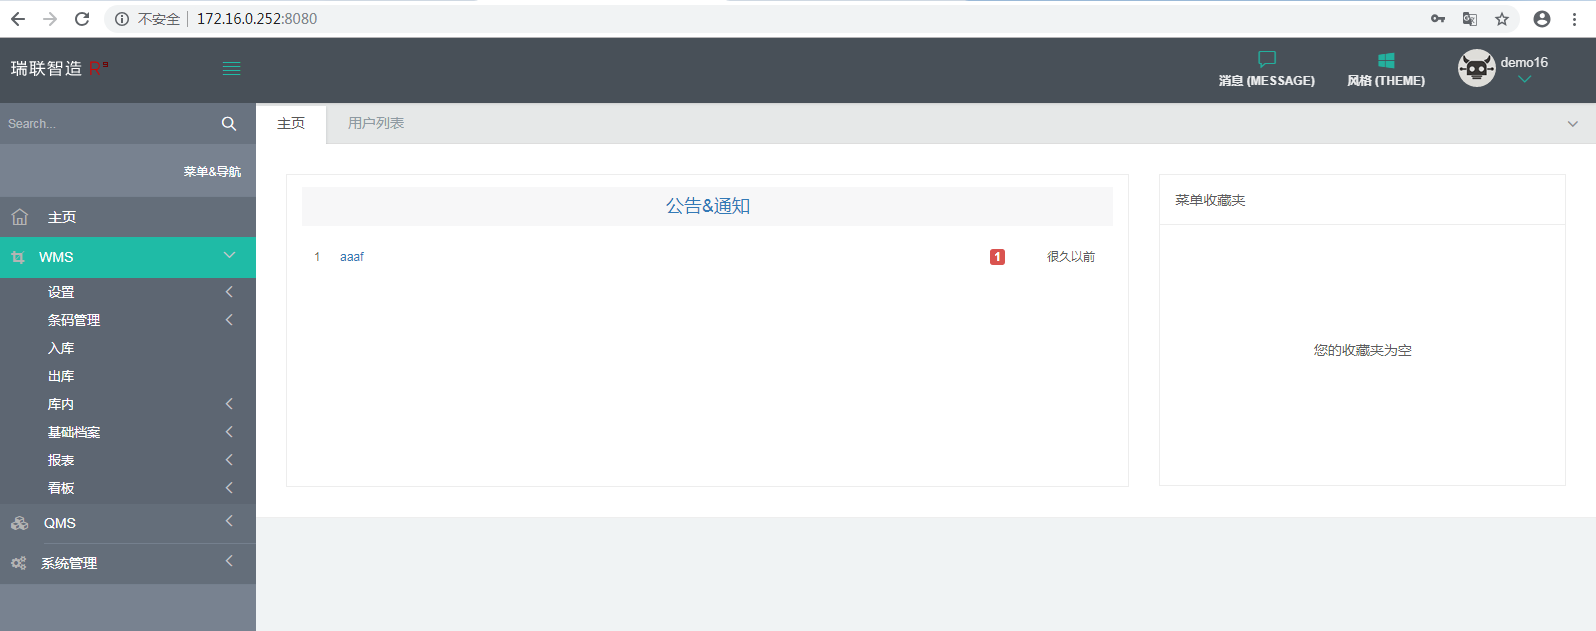 不安全 172.16.0.252:8080
瑞联智造 R⁹
消息 (MESSAGE)
风格 (THEME)
demo16
Search...
菜单&导航
主页
WMS
设置
条码管理
入库
出库
库内
基础档案
报表
看板
QMS
系统管理
主页 用户列表
公告&通知
1 aaaf 1 很久以前
菜单收藏夹
您的收藏夹为空